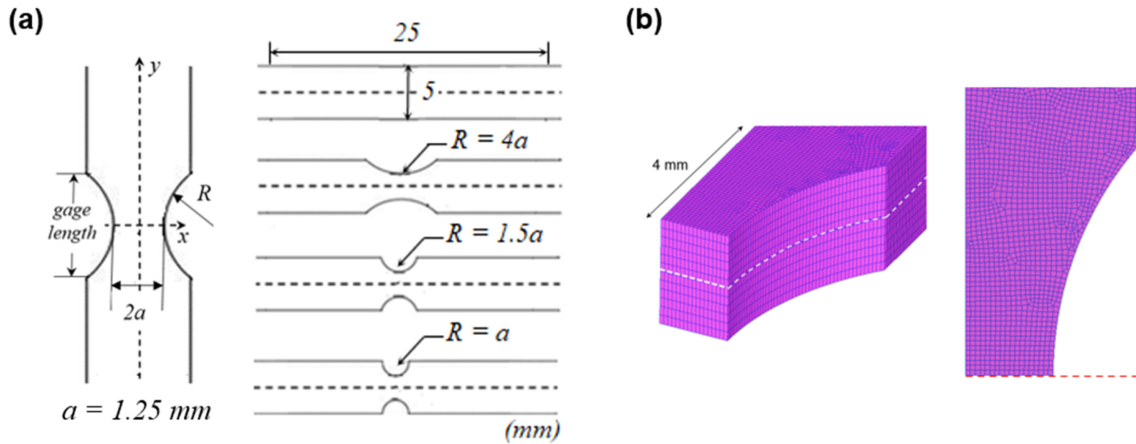 (a)
y
R
gage
length
x
2a
a = 1.25 mm
25
5
R = 4a
R = 1.5a
R = a
(mm)
(b)
4 mm